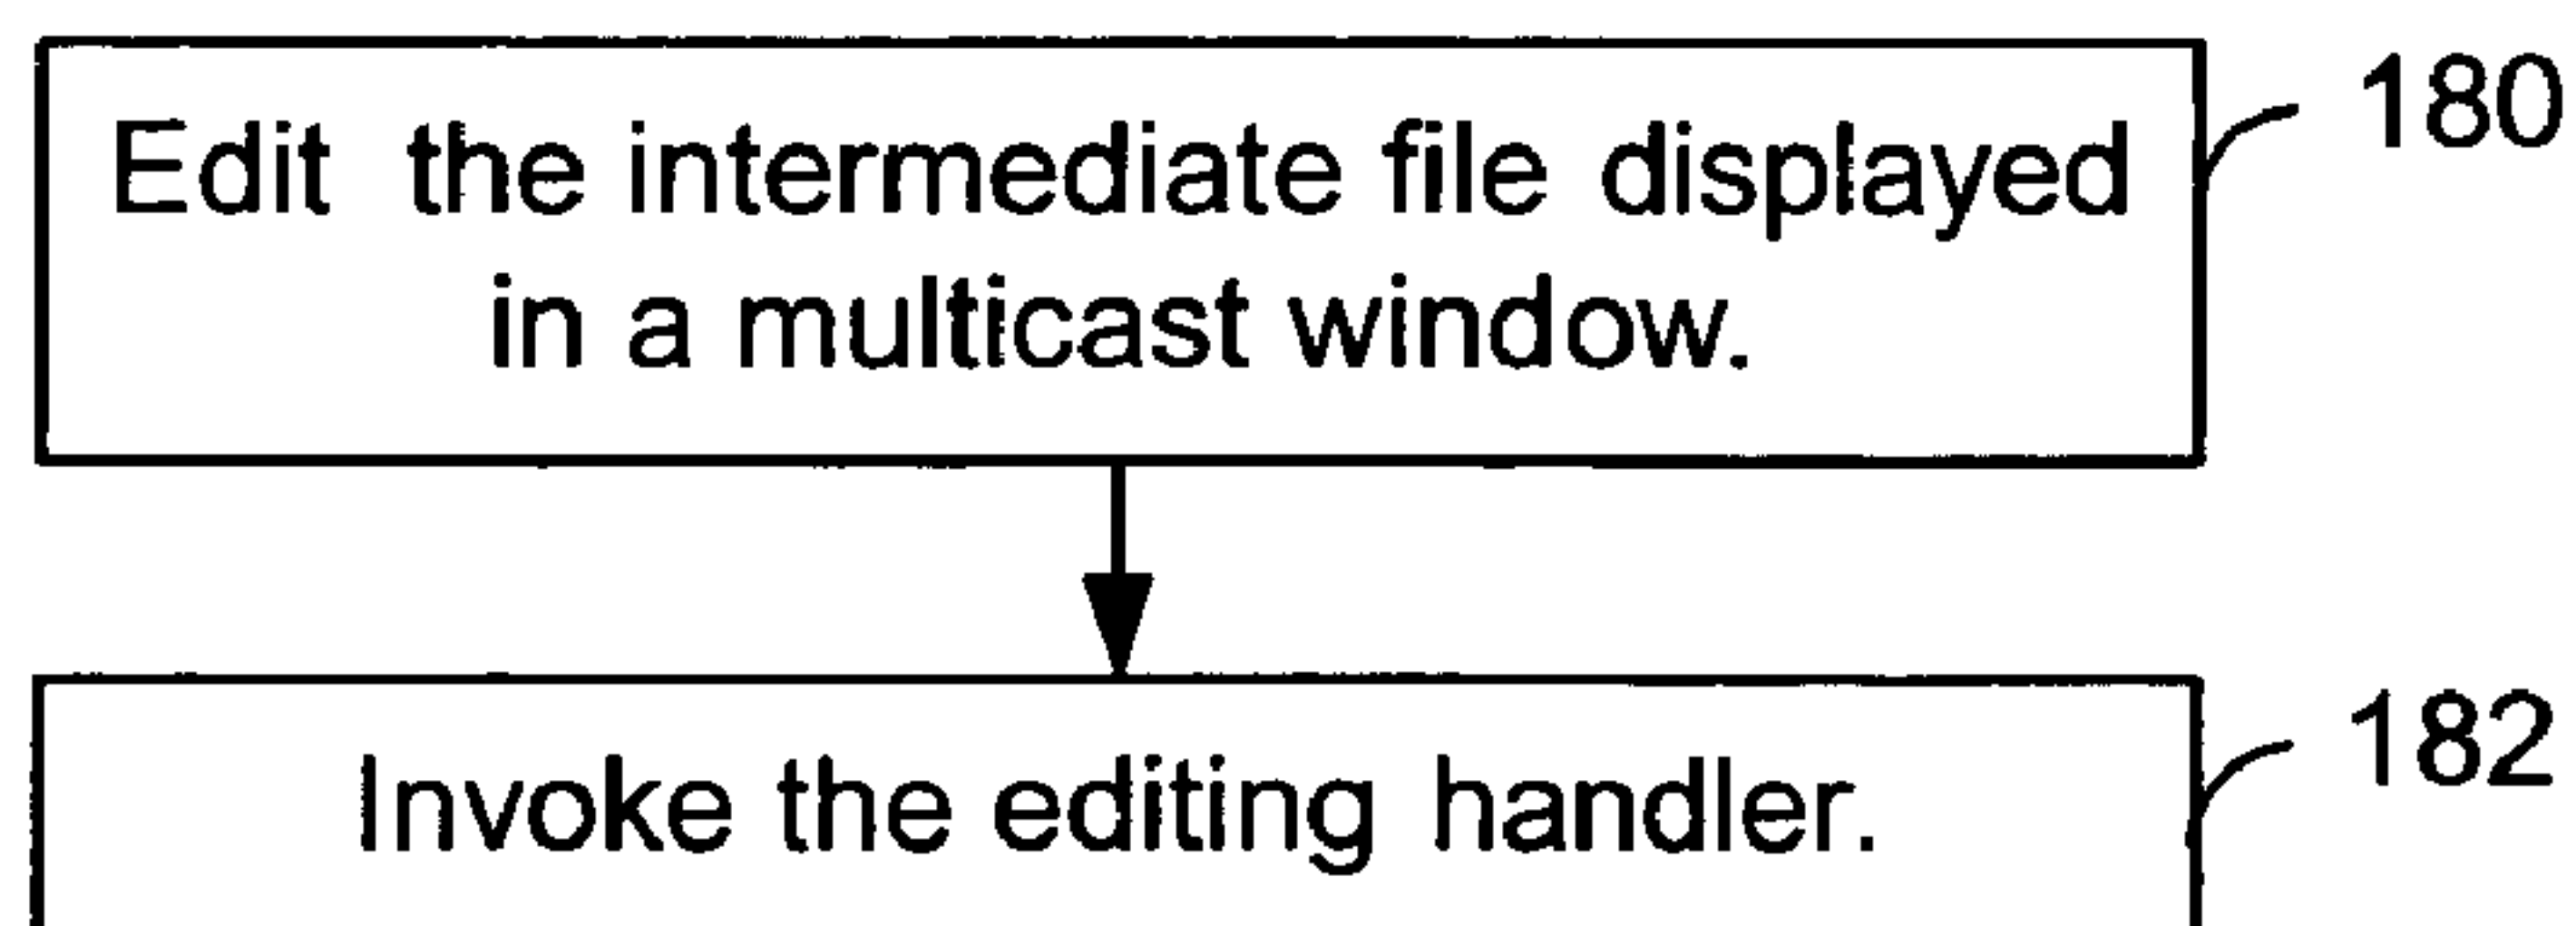 Edit the intermediate file displayed
in a multicast window.
180
Invoke the editing handler.
182